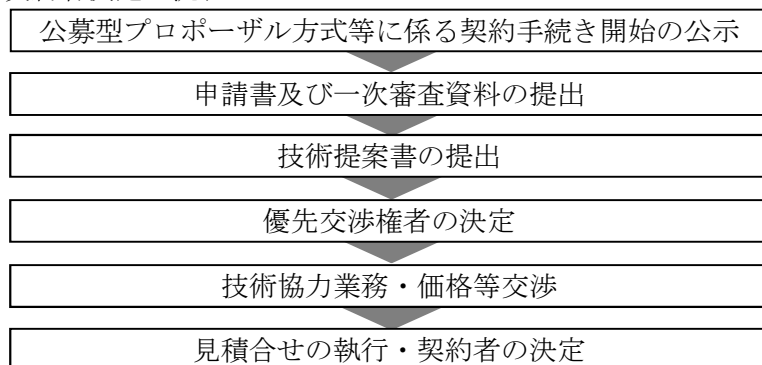 公募型プロポーザル方式等に係る契約手続き開始の公示
申請書及び一次審査資料の提出
技術提案書の提出
優先交渉権者の決定
技術協力業務・価格等交渉
見積合せの執行・契約者の決定